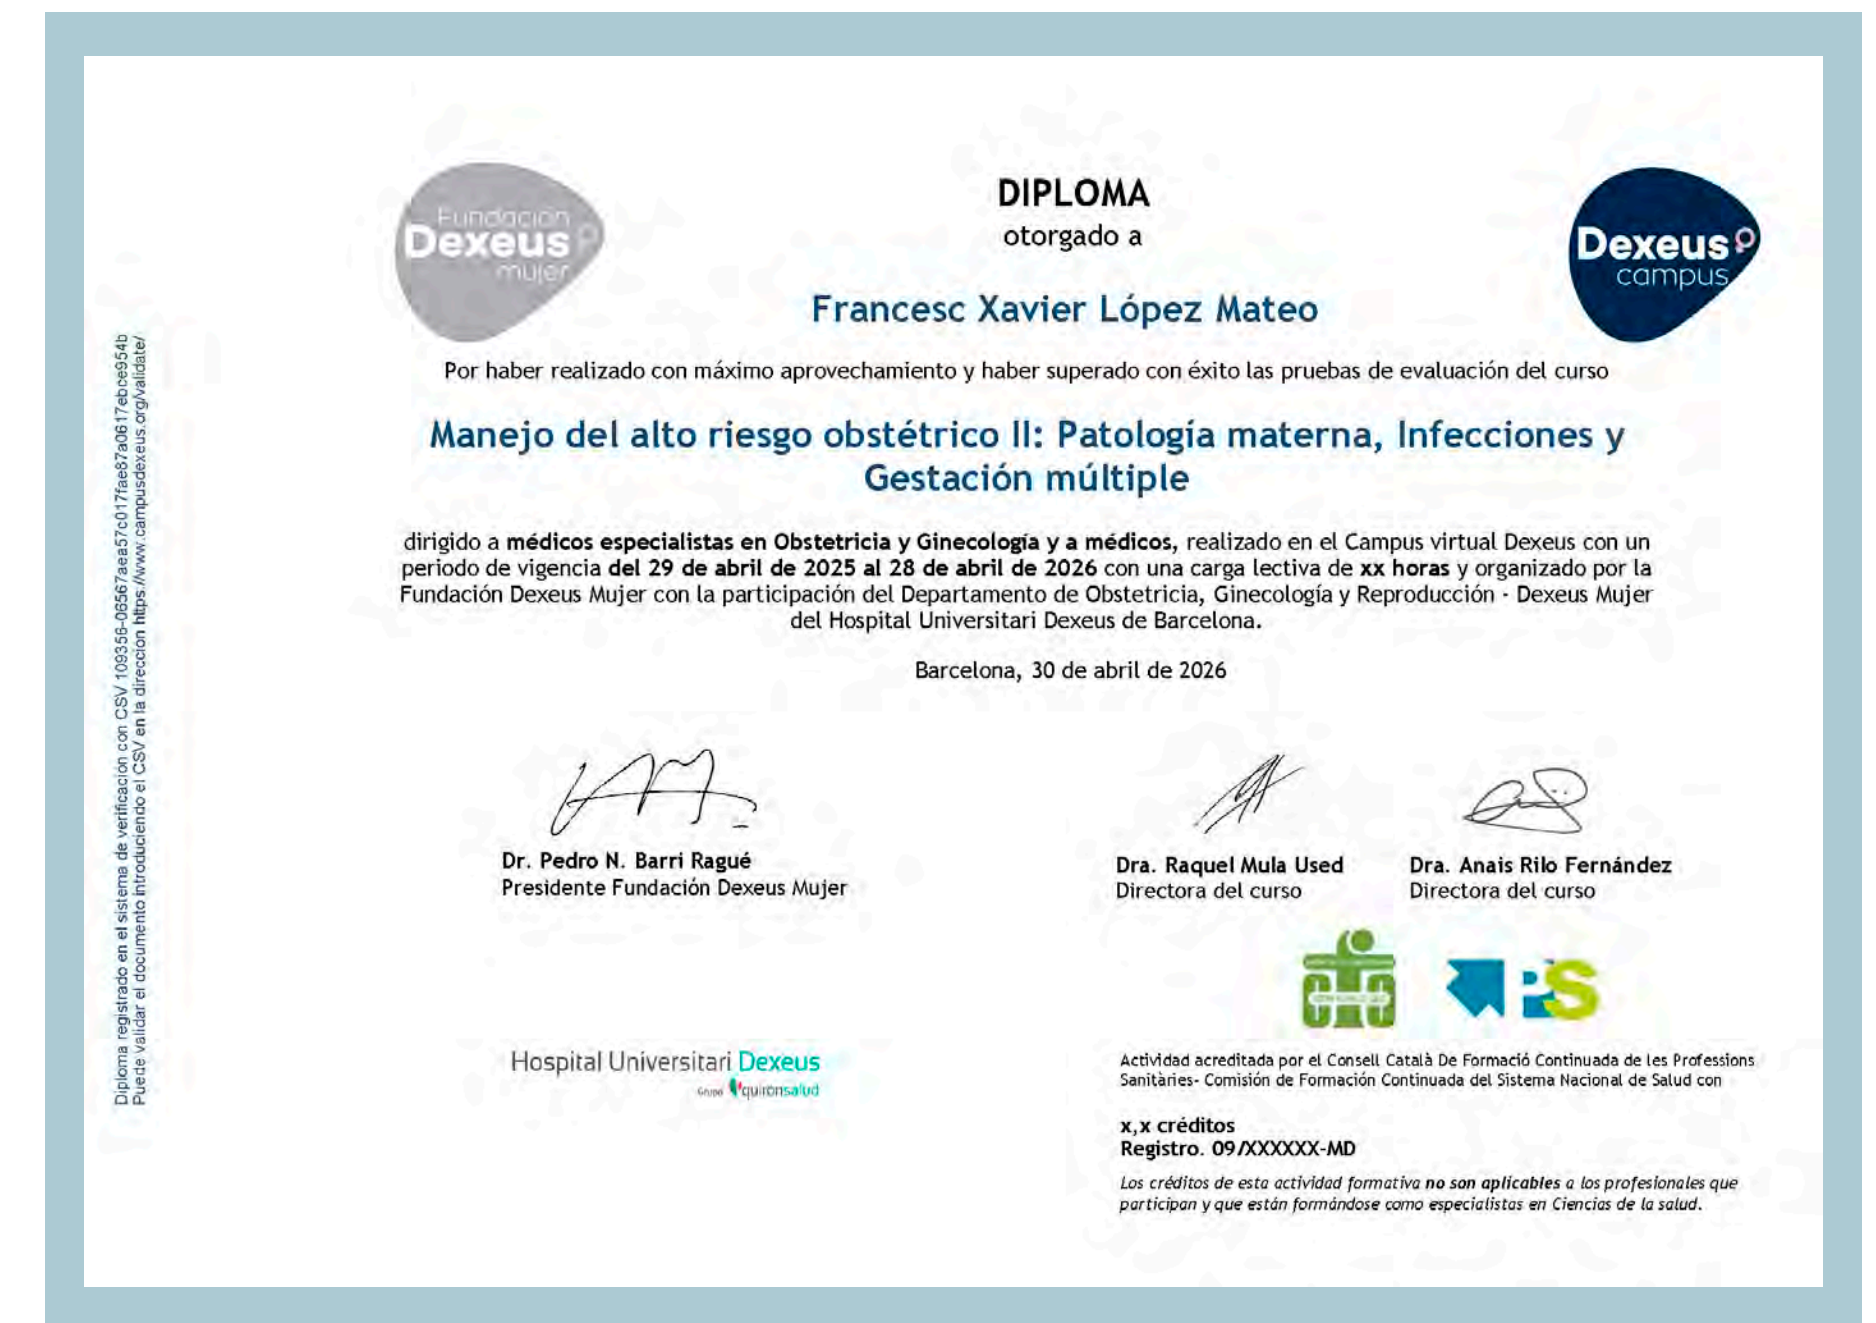 Fundación
Dexeus
mujer
DIPLOMA
otorgado a
Dexeus
campus
Francesc Xavier López Mateo
Por haber realizado con máximo aprovechamiento y haber superado con éxito las pruebas de evaluación del curso
Manejo del alto riesgo obstétrico II: Patología materna, Infecciones y
Gestación múltiple
dirigido a médicos especialistas en Obstetricia y Ginecología y a médicos, realizado en el Campus virtual Dexeus con un
periodo de vigencia del 29 de abril de 2025 al 28 de abril de 2026 con una carga lectiva de xx horas y organizado por la
Fundación Dexeus Mujer con la participación del Departamento de Obstetricia, Ginecología y Reproducción - Dexeus Mujer
del Hospital Universitari Dexeus de Barcelona.
Barcelona, 30 de abril de 2026
Dr. Pedro N. Barri Ragué
Presidente Fundación Dexeus Mujer
Dra. Raquel Mula Used
Directora del curso
Dra. Anais Rilo Fernández
Directora del curso
Hospital Universitari Dexeus
Grupo quirónsalud
Actividad acreditada por el Consell Català De Formació Continuada de les Professions
Sanitàries- Comisión de Formación Continuada del Sistema Nacional de Salud con
x,x créditos
Registro. 09/XXXXXX-MD
Los créditos de esta actividad formativa no son aplicables a los profesionales que
participan y que están formándose como especialistas en Ciencias de la salud.
Diploma registrado en el sistema de verificación con CSV 109356-06567aea57c017fae87a0617ebce954b
Puede validar el documento introduciendo el CSV en la dirección https://www.campusdexeus.org/validate/